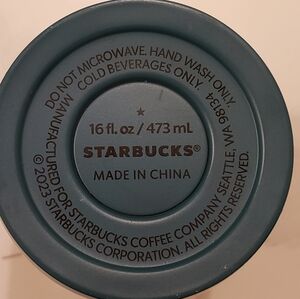 DO NOT MICROWAVE. HAND WASH ONLY.
COLD BEVERAGES ONLY.
★
16 fl. oz / 473 mL
STARBUCKS®
MADE IN CHINA
MANUFACTURED FOR STARBUCKS COFFEE COMPANY SEATTLE, WA 98134
©2023 STARBUCKS CORPORATION. ALL RIGHTS RESERVED.